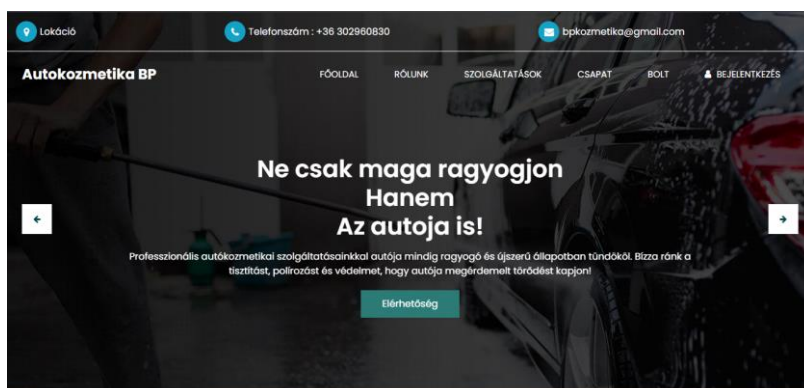 Lokáció
Telefonszám : +36 302960830
bpkozmetika@gmail.com
Autokozmetika BP
FŐOLDAL
RÓLUNK
SZOLGÁLTATÁSOK
CSAPAT
BOLT
BEJELENTKEZÉS
Ne csak maga ragyogjon
Hanem
Az autoja is!
Professzionális autókozmetikai szolgáltatásainkkal autója mindig ragyogó és újszerű állapotban tündököl. Bízza ránk a
tisztítást, polírozást és védelmet, hogy autója megérdemelt törődést kapjon!
Elérhetőség